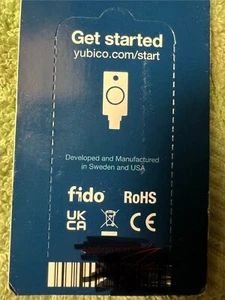 Get started
yubico.com/start
Developed and Manufactured
in Sweden and USA
fido
RoHS
UK
CA
CE